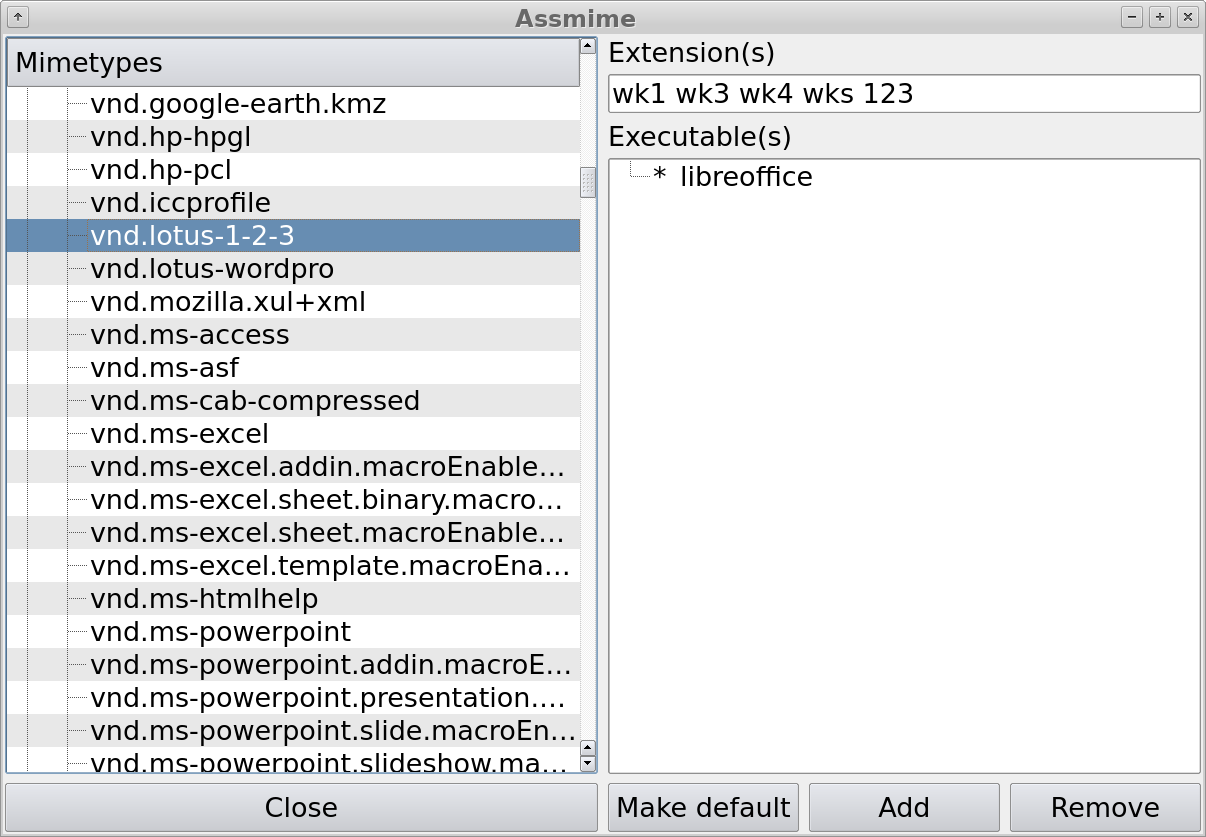 Assmime
Mimetypes
vnd.google-earth.kmz
vnd.hp-hpgl
vnd.hp-pcl
vnd.iccprofile
vnd.lotus-1-2-3
vnd.lotus-wordpro
vnd.mozilla.xul+xml
vnd.ms-access
vnd.ms-asf
vnd.ms-cab-compressed
vnd.ms-excel
vnd.ms-excel.addin.macroEnable...
vnd.ms-excel.sheet.binary.macro...
vnd.ms-excel.sheet.macroEnable...
vnd.ms-excel.template.macroEna...
vnd.ms-htmlhelp
vnd.ms-powerpoint
vnd.ms-powerpoint.addin.macroE...
vnd.ms-powerpoint.presentation....
vnd.ms-powerpoint.slide.macroEn...
vnd.ms-powerpoint.slideshow.ma...
Close
Extension(s)
wk1 wk3 wk4 wks 123
Executable(s)
* libreoffice
Make default
Add
Remove